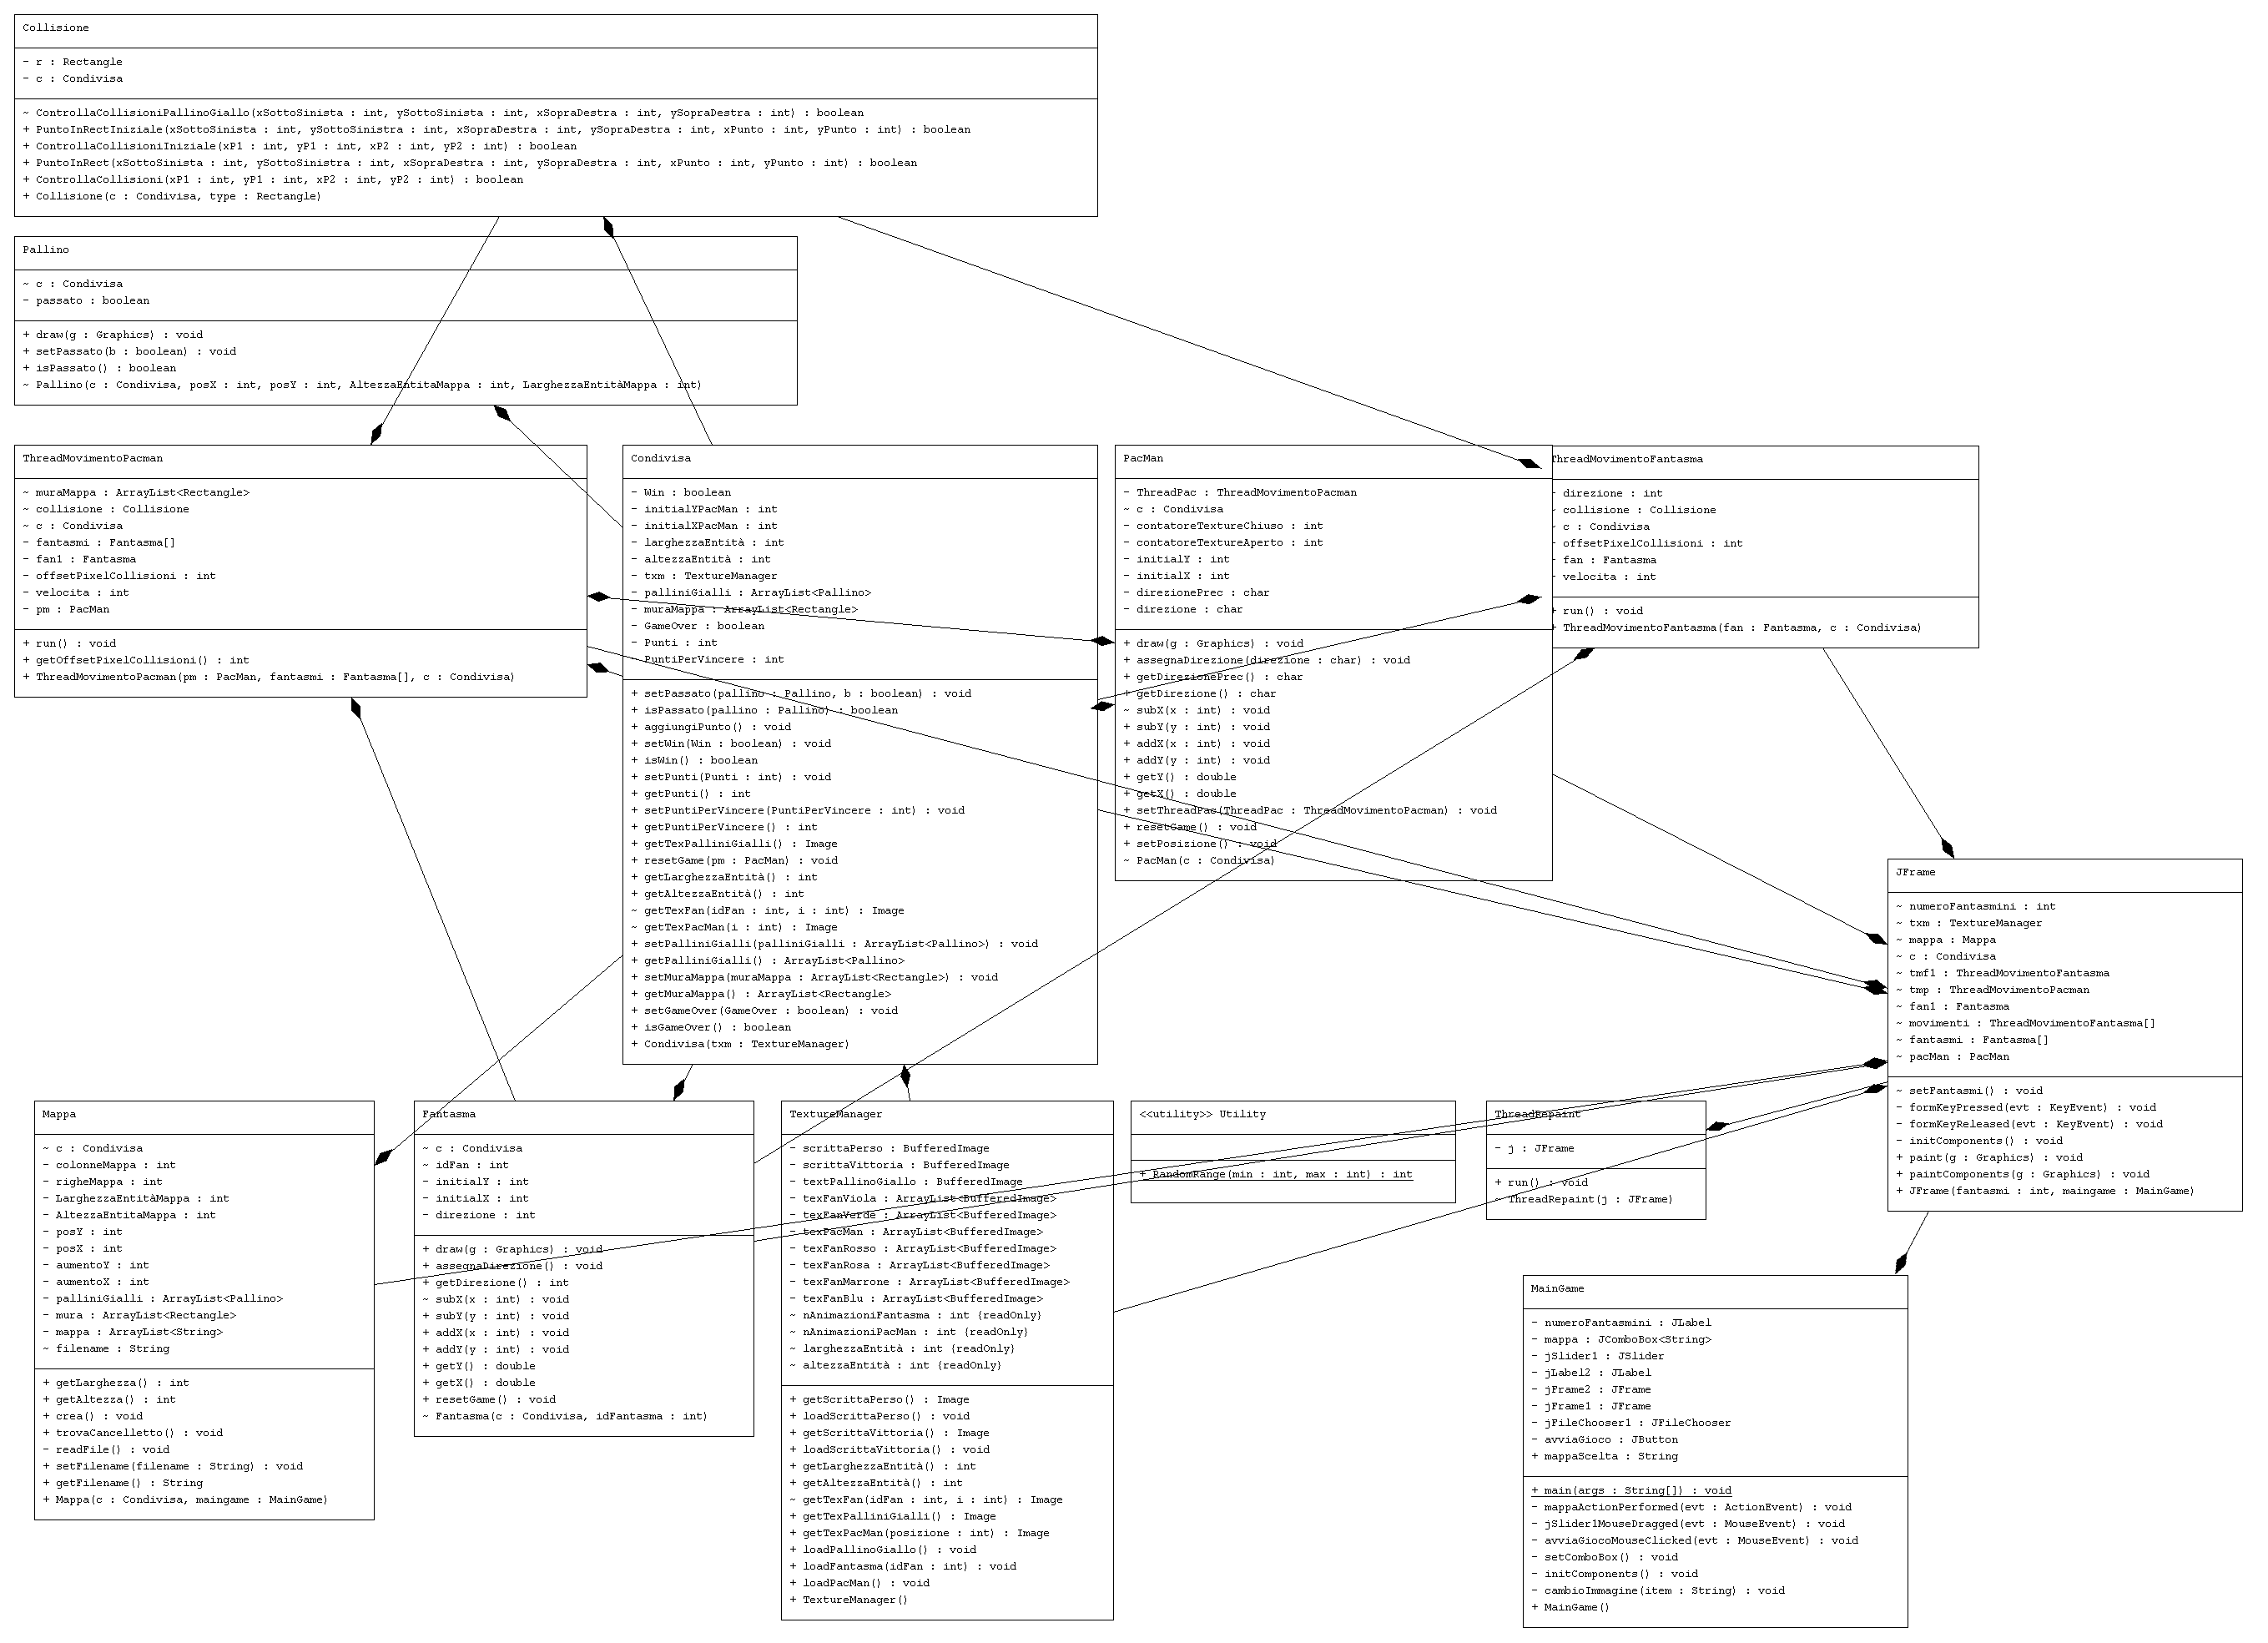 Collisione
- r : Rectangle
- c : Condivisa
~ ControllaCollisioniPallinoGiallo(xSottoSinista : int, ySottoSinista : int, xSopraDestra : int, ySopraDestra : int) : boolean
+ PuntoInRectIniziale(xSottoSinista : int, ySottoSinistra : int, xSopraDestra : int, ySopraDestra : int, xPunto : int, yPunto : int) : boolean
+ ControllaCollisioniIniziale(xP1 : int, yP1 : int, xP2 : int, yP2 : int) : boolean
+ PuntoInRect(xSottoSinista : int, ySottoSinistra : int, xSopraDestra : int, ySopraDestra : int, xPunto : int, yPunto : int) : boolean
+ ControllaCollisioni(xP1 : int, yP1 : int, xP2 : int, yP2 : int) : boolean
+ Collisione(c : Condivisa, type : Rectangle)
Pallino
~ c : Condivisa
- passato : boolean
+ draw(g : Graphics) : void
+ setPassato(b : boolean) : void
+ isPassato() : boolean
~ Pallino(c : Condivisa, posX : int, posY : int, AltezzaEntitaMappa : int, LarghezzaEntitàMappa : int)
ThreadMovimentoPacman
~ muraMappa : ArrayList<Rectangle>
~ collisione : Collisione
~ c : Condivisa
- fantasmi : Fantasma[]
- fan1 : Fantasma
- offsetPixelCollisioni : int
- velocita : int
- pm : PacMan
+ run() : void
+ getOffsetPixelCollisioni() : int
+ ThreadMovimentoPacman(pm : PacMan, fantasmi : Fantasma[], c : Condivisa)
Condivisa
- Win : boolean
- initialYPacMan : int
- initialXPacMan : int
- larghezzaEntità : int
- altezzaEntità : int
- txm : TextureManager
- palliniGialli : ArrayList<Pallino>
- muraMappa : ArrayList<Rectangle>
- GameOver : boolean
- Punti : int
- PuntiPerVincere : int
+ setPassato(pallino : Pallino, b : boolean) : void
+ isPassato(pallino : Pallino) : boolean
+ aggiungiPunto() : void
+ setWin(Win : boolean) : void
+ isWin() : boolean
+ setPunti(Punti : int) : void
+ getPunti() : int
+ setPuntiPerVincere(PuntiPerVincere : int) : void
+ getPuntiPerVincere() : int
+ getTexPalliniGialli() : Image
+ resetGame(pm : PacMan) : void
+ getLarghezzaEntità() : int
+ getAltezzaEntità() : int
~ getTexFan(idFan : int, i : int) : Image
~ getTexPacMan(i : int) : Image
+ setPalliniGialli(palliniGialli : ArrayList<Pallino>) : void
+ getPalliniGialli() : ArrayList<Pallino>
+ setMuraMappa(muraMappa : ArrayList<Rectangle>) : void
+ getMuraMappa() : ArrayList<Rectangle>
+ setGameOver(GameOver : boolean) : void
+ isGameOver() : boolean
+ Condivisa(txm : TextureManager)
PacMan
- ThreadPac : ThreadMovimentoPacman
~ c : Condivisa
- contatoreTextureChiuso : int
- contatoreTextureAperto : int
- initialY : int
- initialX : int
- direzionePrec : char
- direzione : char
+ draw(g : Graphics) : void
+ assegnaDirezione(direzione : char) : void
+ getDirezionePrec() : char
+ getDirezione() : char
~ subX(x : int) : void
+ subY(y : int) : void
+ addX(x : int) : void
+ addY(y : int) : void
+ getY() : double
+ getX() : double
+ setThreadPac(ThreadPac : ThreadMovimentoPacman) : void
+ resetGame() : void
+ setPosizione() : void
~ PacMan(c : Condivisa)
ThreadMovimentoFantasma
- direzione : int
~ collisione : Collisione
~ c : Condivisa
- offsetPixelCollisioni : int
- fan : Fantasma
- velocita : int
+ run() : void
+ ThreadMovimentoFantasma(fan : Fantasma, c : Condivisa)
JFrame
~ numeroFantasmini : int
~ txm : TextureManager
~ mappa : Mappa
~ c : Condivisa
~ tmf1 : ThreadMovimentoFantasma
~ tmp : ThreadMovimentoPacman
~ fan1 : Fantasma
~ movimenti : ThreadMovimentoFantasma[]
~ fantasmi : Fantasma[]
~ pacMan : PacMan
~ setFantasmi() : void
- formKeyPressed(evt : KeyEvent) : void
- formKeyReleased(evt : KeyEvent) : void
- initComponents() : void
+ paint(g : Graphics) : void
+ paintComponents(g : Graphics) : void
+ JFrame(fantasmi : int, maingame : MainGame)
Mappa
~ c : Condivisa
- colonneMappa : int
- righeMappa : int
- LarghezzaEntitàMappa : int
- AltezzaEntitaMappa : int
- posY : int
- posX : int
- aumentoY : int
- aumentoX : int
- palliniGialli : ArrayList<Pallino>
- mura : ArrayList<Rectangle>
- mappa : ArrayList<String>
~ filename : String
+ getLarghezza() : int
+ getAltezza() : int
+ crea() : void
+ trovaCancelletto() : void
- readFile() : void
+ setFilename(filename : String) : void
+ getFilename() : String
+ Mappa(c : Condivisa, maingame : MainGame)
Fantasma
~ c : Condivisa
~ idFan : int
- initialY : int
- initialX : int
- direzione : int
+ draw(g : Graphics) : void
+ assegnaDirezione() : void
+ getDirezione() : int
~ subX(x : int) : void
+ subY(y : int) : void
+ addX(x : int) : void
+ addY(y : int) : void
+ getY() : double
+ getX() : double
+ resetGame() : void
~ Fantasma(c : Condivisa, idFantasma : int)
TextureManager
- scrittaPerso : BufferedImage
- scrittaVittoria : BufferedImage
- textPallinoGiallo : BufferedImage
- texFanViola : ArrayList<BufferedImage>
- texFanVerde : ArrayList<BufferedImage>
- texPacMan : ArrayList<BufferedImage>
- texFanRosso : ArrayList<BufferedImage>
- texFanRosa : ArrayList<BufferedImage>
- texFanMarrone : ArrayList<BufferedImage>
- texFanBlu : ArrayList<BufferedImage>
~ nAnimazioniFantasma : int {readOnly}
~ nAnimazioniPacMan : int {readOnly}
~ larghezzaEntità : int {readOnly}
~ altezzaEntità : int {readOnly}
+ getScrittaPerso() : Image
+ loadScrittaPerso() : void
+ getScrittaVittoria() : Image
+ loadScrittaVittoria() : void
+ getLarghezzaEntità() : int
+ getAltezzaEntità() : int
~ getTexFan(idFan : int, i : int) : Image
+ getTexPalliniGialli() : Image
+ getTexPacMan(posizione : int) : Image
+ loadPallinoGiallo() : void
+ loadFantasma(idFan : int) : void
+ loadPacMan() : void
+ TextureManager()
<<utility>> Utility
+ RandomRange(min : int, max : int) : int
ThreadRepaint
- j : JFrame
+ run() : void
~ ThreadRepaint(j : JFrame)
MainGame
- numeroFantasmini : JLabel
- mappa : JComboBox<String>
- jSlider1 : JSlider
- jLabel2 : JLabel
- jFrame2 : JFrame
- jFrame1 : JFrame
- jFileChooser1 : JFileChooser
- avviaGioco : JButton
+ mappaScelta : String
+ main(args : String[]) : void
- mappaActionPerformed(evt : ActionEvent) : void
- jSlider1MouseDragged(evt : MouseEvent) : void
- avviaGiocoMouseClicked(evt : MouseEvent) : void
- setComboBox() : void
- initComponents() : void
- cambioImmagine(item : String) : void
+ MainGame()